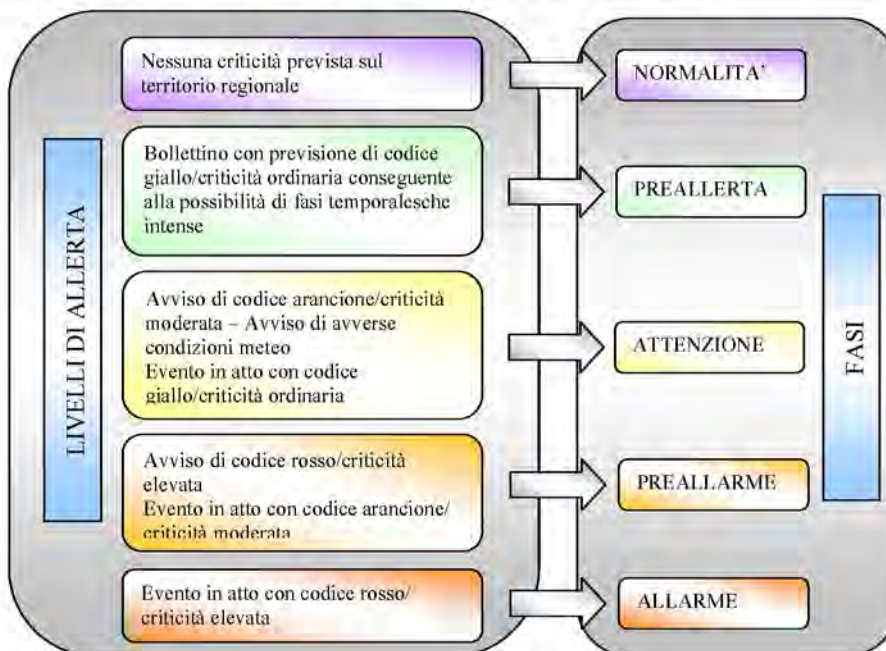 LIVELLI DI ALLERTA
Nessuna criticità prevista sul
territorio regionale
NORMALITA'
Bollettino con previsione di codice
giallo/criticità ordinaria conseguente
alla possibilità di fasi temporalesche
intense
PREALLERTA
Avviso di codice arancione/criticità
moderata – Avviso di avverse
condizioni meteo
Evento in atto con codice
giallo/criticità ordinaria
ATTENZIONE
Avviso di codice rosso/criticità
elevata
Evento in atto con codice arancione/
criticità moderata
PREALLARME
Evento in atto con codice rosso/
criticità elevata
ALLARME
FASI